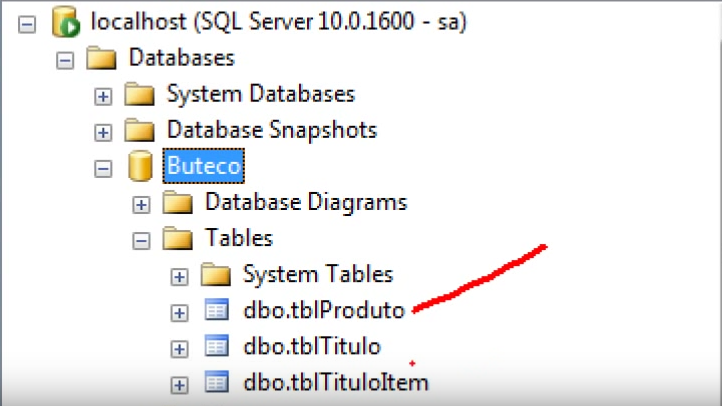 localhost (SQL Server 10.0.1600 - sa)
Databases
System Databases
Database Snapshots
Buteco
Database Diagrams
Tables
System Tables
dbo.tblProduto
dbo.tblTitulo
dbo.tblTituloItem